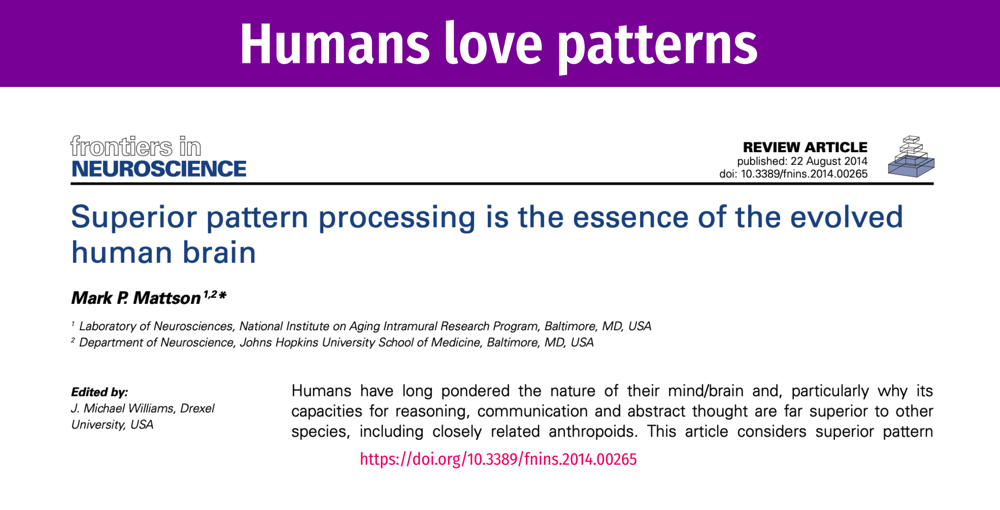 Humans love patterns
frontiers in
NEUROSCIENCE
REVIEW ARTICLE
published: 22 August 2014
doi: 10.3389/fnins.2014.00265
Superior pattern processing is the essence of the evolved
human brain
Mark P. Mattson 1,2*
1 Laboratory of Neurosciences, National Institute on Aging Intramural Research Program, Baltimore, MD, USA
2 Department of Neuroscience, Johns Hopkins University School of Medicine, Baltimore, MD, USA
Edited by:
J. Michael Williams, Drexel
University, USA
Humans have long pondered the nature of their mind/brain and, particularly why its
capacities for reasoning, communication and abstract thought are far superior to other
species, including closely related anthropoids. This article considers superior pattern
https://doi.org/10.3389/fnins.2014.00265